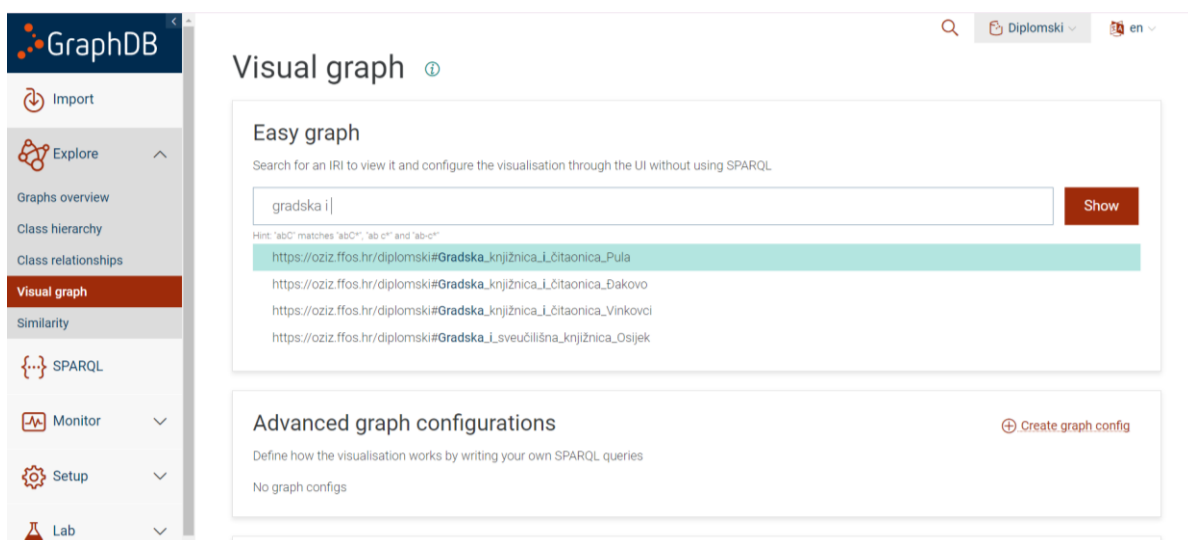 GraphDB
Import
Explore
Graphs overview
Class hierarchy
Class relationships
Visual graph
Similarity
{···} SPARQL
Monitor
Setup
Lab
Diplomski
en
Visual graph
Easy graph
Search for an IRI to view it and configure the visualisation through the UI without using SPARQL
gradska i
Show
Hint: "abC" matches "abC*", "ab c*" and "ab-c*"
https://oziz.ffos.hr/diplomski#Gradska_knjižnica_i_čitaonica_Pula
https://oziz.ffos.hr/diplomski#Gradska_knjižnica_i_čitaonica_Đakovo
https://oziz.ffos.hr/diplomski#Gradska_knjižnica_i_čitaonica_Vinkovci
https://oziz.ffos.hr/diplomski#Gradska_i_sveučilišna_knjižnica_Osijek
Advanced graph configurations
Create graph config
Define how the visualisation works by writing your own SPARQL queries
No graph configs